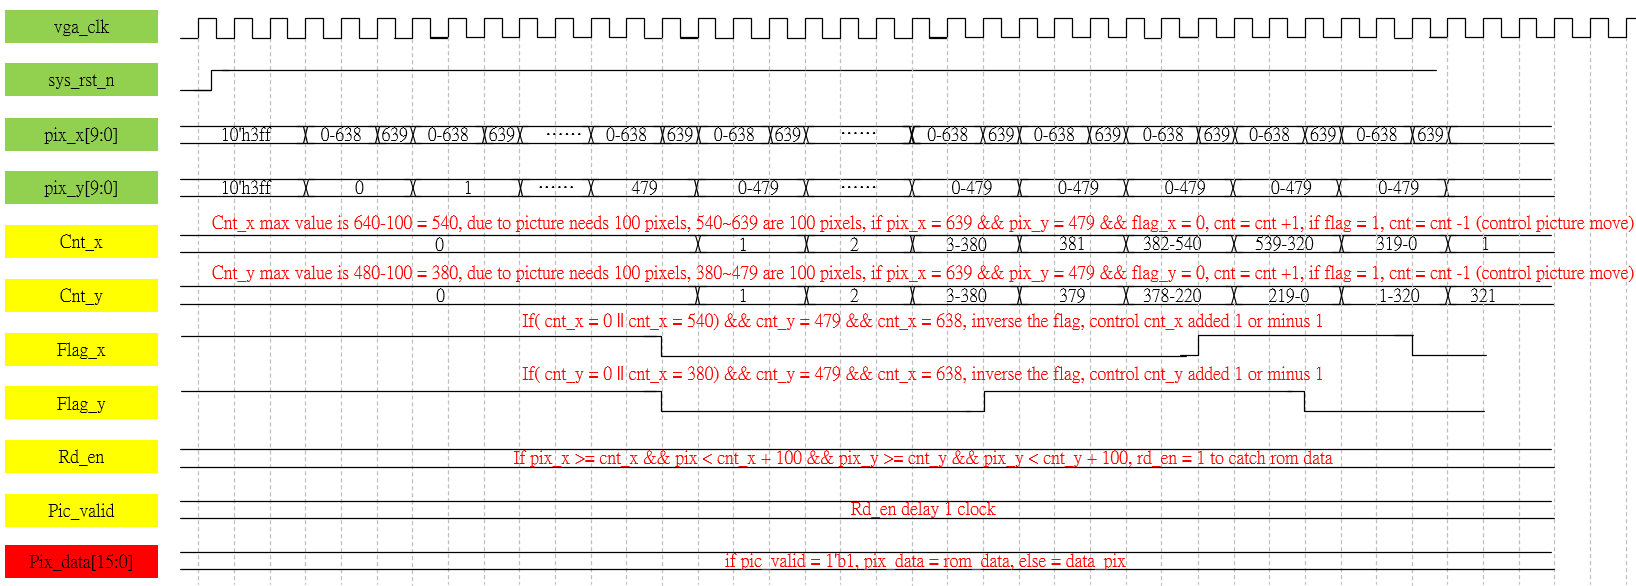 vga_clk
sys_rst_n
pix_x[9:0] 10'h3ff 0-638 639 0-638 639 ······ 0-638 639 0-638 639 ······ 0-638 639 0-638 639 0-638 639 0-638 639 0-638 639
pix_y[9:0] 10'h3ff 0 1 ······ 479 0-479 ······ 0-479 0-479 0-479 0-479 0-479
Cnt_x max value is 640-100 = 540, due to picture needs 100 pixels, 540~639 are 100 pixels, if pix_x = 639 && pix_y = 479 && flag_x = 0, cnt = cnt +1, if flag = 1, cnt = cnt -1 (control picture move)
Cnt_x 0 1 2 3-380 381 382-540 539-320 319-0 1
Cnt_y max value is 480-100 = 380, due to picture needs 100 pixels, 380~479 are 100 pixels, if pix_x = 639 && pix_y = 479 && flag_y = 0, cnt = cnt +1, if flag = 1, cnt = cnt -1 (control picture move)
Cnt_y 0 1 2 3-380 379 378-220 219-0 1-320 321
If( cnt_x = 0 || cnt_x = 540) && cnt_y = 479 && cnt_x = 638, inverse the flag, control cnt_x added 1 or minus 1
Flag_x
If( cnt_y = 0 || cnt_x = 380) && cnt_y = 479 && cnt_x = 638, inverse the flag, control cnt_y added 1 or minus 1
Flag_y
Rd_en If pix_x >= cnt_x && pix < cnt_x + 100 && pix_y >= cnt_y && pix_y < cnt_y + 100, rd_en = 1 to catch rom data
Pic_valid Rd_en delay 1 clock
Pix_data[15:0] if pic_valid = 1'b1, pix_data = rom_data, else = data_pix